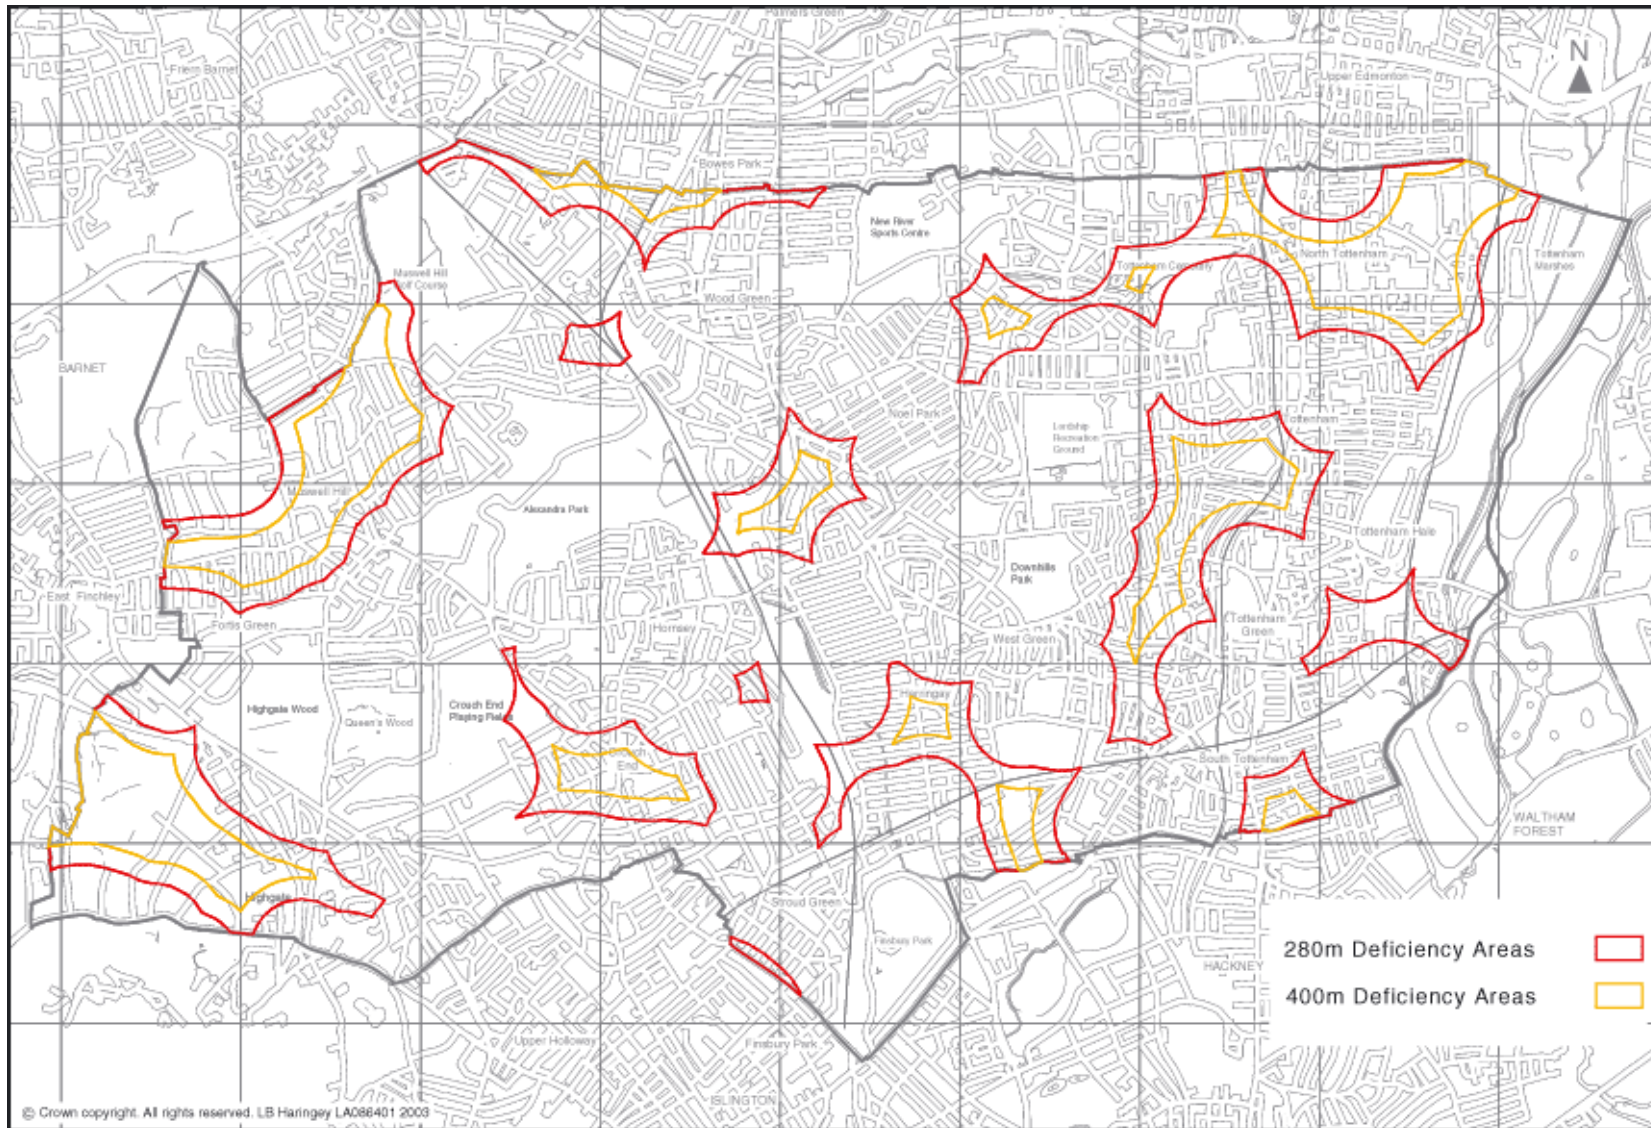 Palmers Green
Friern Barnet
Upper Edmonton
N
Bowes Park
New River
Sports Centre
Tottenham
Marshes
North Tottenham
Tottenham Cemetery
Muswell Hill
Golf Course
Wood Green
BARNET
Noel Park
Lordship
Recreation
Ground
Tottenham
Muswell Hill
Alexandra Park
Tottenham Hale
Downhills
Park
East Finchley
Fortis Green
Hornsey
West Green
Tottenham
Green
Highgate Wood
Queen's Wood
Crouch End
Playing Fields
Harringay
Crouch
End
South Tottenham
WALTHAM
FOREST
Highgate
Stroud Green
Finsbury Park
HACKNEY
280m Deficiency Areas
400m Deficiency Areas
Upper Holloway
Finsbury Park
ISLINGTON
© Crown copyright. All rights reserved. LB Haringey LA086401 2003